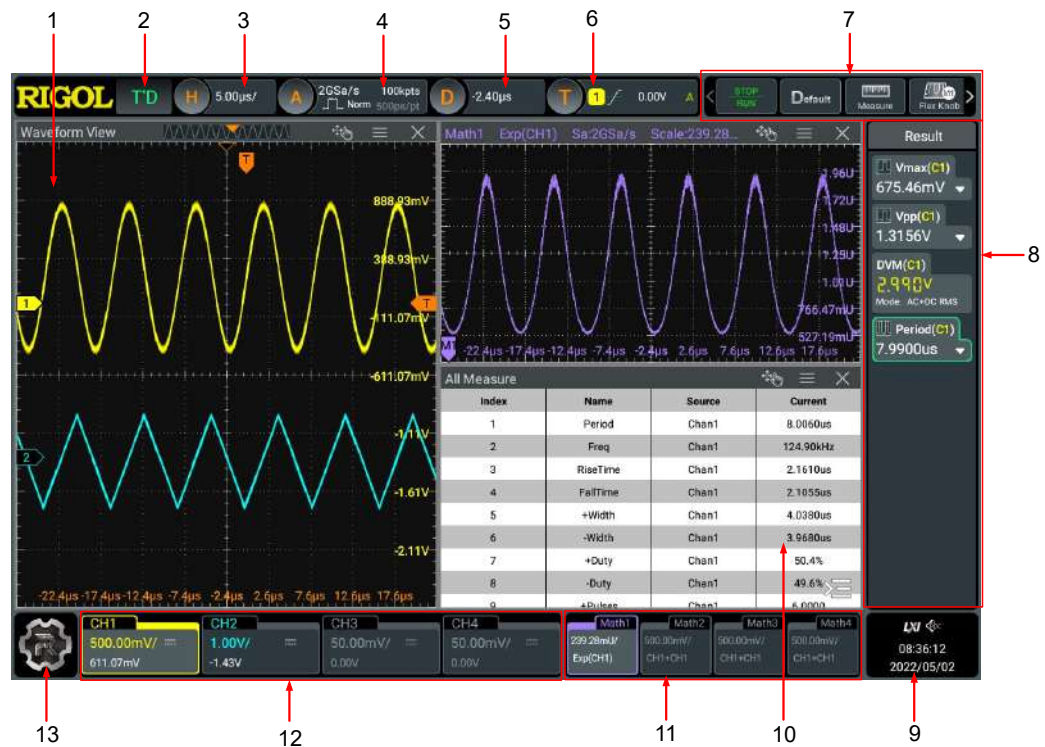 1 2 3 4 5 6 7
RIGOL T'D H 5.00µs/ A 2GSa/s 100kpts Norm 500ps/pt D -2.40µs T 1 0.00V A < STOP RUN Default Measure Flex Knob >
Waveform View
T
888.93mV
388.93mV
1
T
-111.07mV
-611.07mV
-1.11V
2
-1.61V
-2.11V
-22.4µs -17.4µs -12.4µs -7.4µs -2.4µs 2.6µs 7.6µs 12.6µs 17.6µs
Math1 Exp(CH1) Sa:2GSa/s Scale:239.28...
1.96U
1.72U
1.48U
1.25U
1.01U
766.47mU
527.19mU
M1
-22.4µs -17.4µs -12.4µs -7.4µs -2.4µs 2.6µs 7.6µs 12.6µs 17.6µs
All Measure
Index Name Source Current
1 Period Chan1 8.0060us
2 Freq Chan1 124.90kHz
3 RiseTime Chan1 2.1610us
4 FallTime Chan1 2.1055us
5 +Width Chan1 4.0380us
6 -Width Chan1 3.9680us
7 +Duty Chan1 50.4%
8 -Duty Chan1 49.6%
9 +Pulses Chan1 6.0000
Result
Vmax(C1)
675.46mV
Vpp(C1)
1.3156V
DVM(C1)
2.990V
Mode: AC+DC RMS
Period(C1)
7.9900us
8
CH1
500.00mV/
611.07mV
CH2
1.00V/
-1.43V
CH3
50.00mV/
0.00V
CH4
50.00mV/
0.00V
Math1
239.28mU/
Exp(CH1)
Math2
500.00mV/
CH1+CH1
Math3
500.00mV/
CH1+CH1
Math4
500.00mV/
CH1+CH1
LXI
08:36:12
2022/05/02
13 12 11 10 9